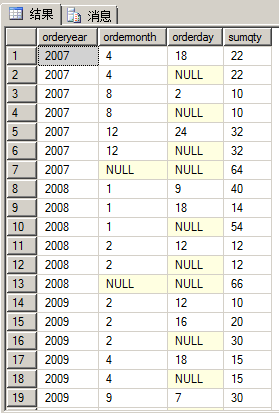 结果 消息
orderyear ordermonth orderday sumqty
1 2007 4 18 22
2 2007 4 NULL 22
3 2007 8 2 10
4 2007 8 NULL 10
5 2007 12 24 32
6 2007 12 NULL 32
7 2007 NULL NULL 64
8 2008 1 9 40
9 2008 1 18 14
10 2008 1 NULL 54
11 2008 2 12 12
12 2008 2 NULL 12
13 2008 NULL NULL 66
14 2009 2 12 10
15 2009 2 16 20
16 2009 2 NULL 30
17 2009 4 18 15
18 2009 4 NULL 15
19 2009 9 7 30